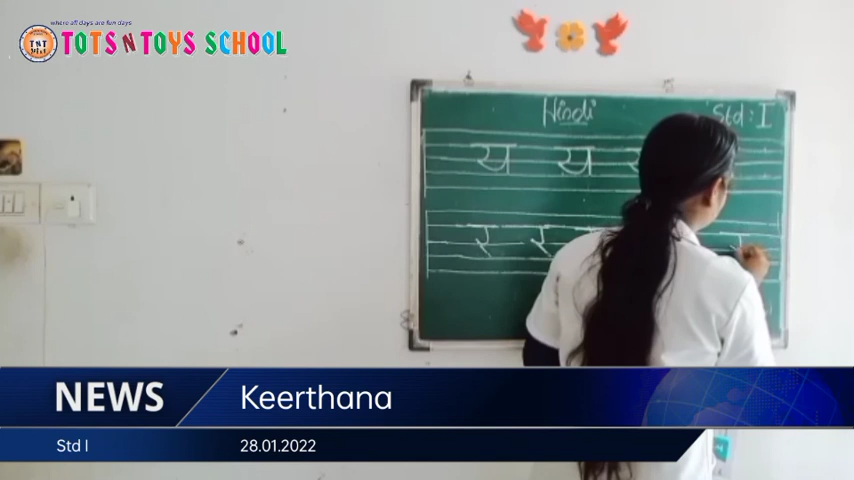 where all days are fun days
TNT
TOTS N TOYS SCHOOL
Hindi
Std : I
य य
र र
NEWS
Keerthana
Std I
28.01.2022